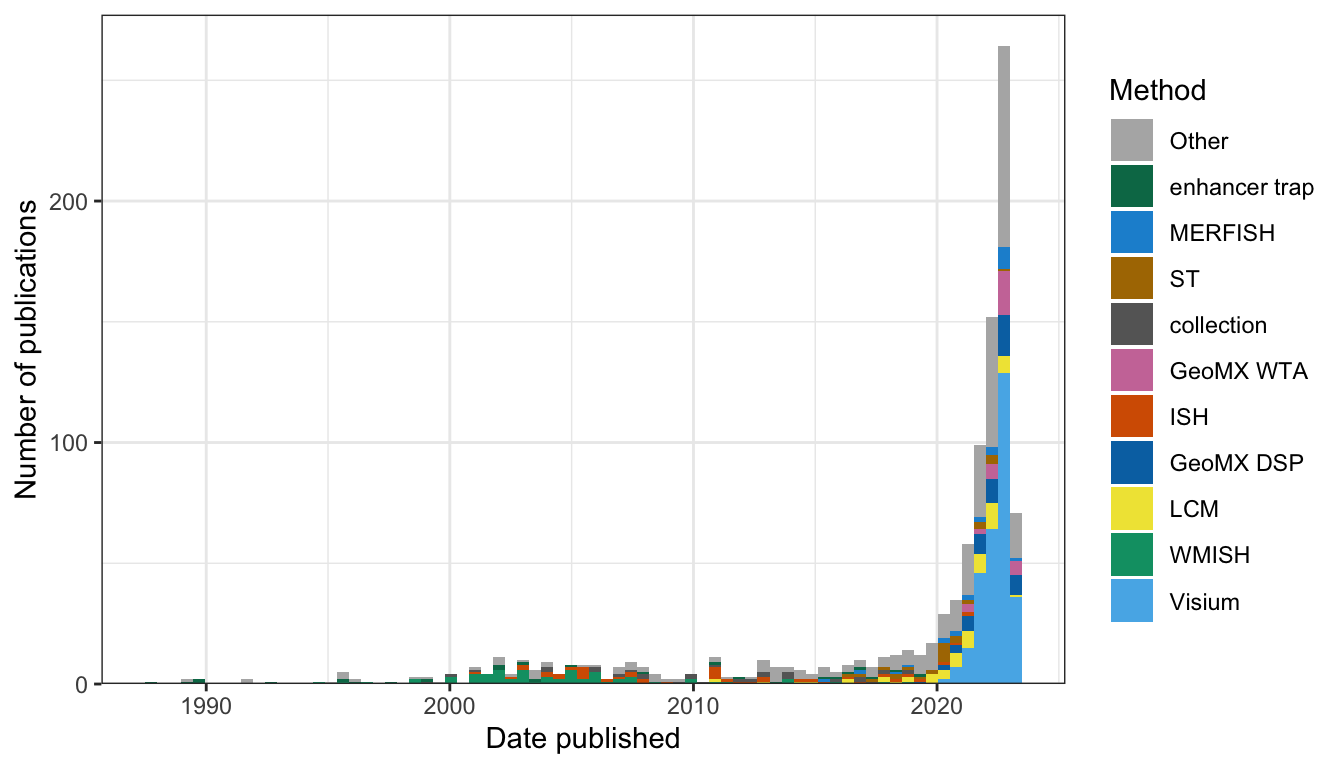 Number of publications
200
100
0
1990
2000
2010
2020
Date published
Method
Other
enhancer trap
MERFISH
ST
collection
GeoMX WTA
ISH
GeoMX DSP
LCM
WMISH
Visium